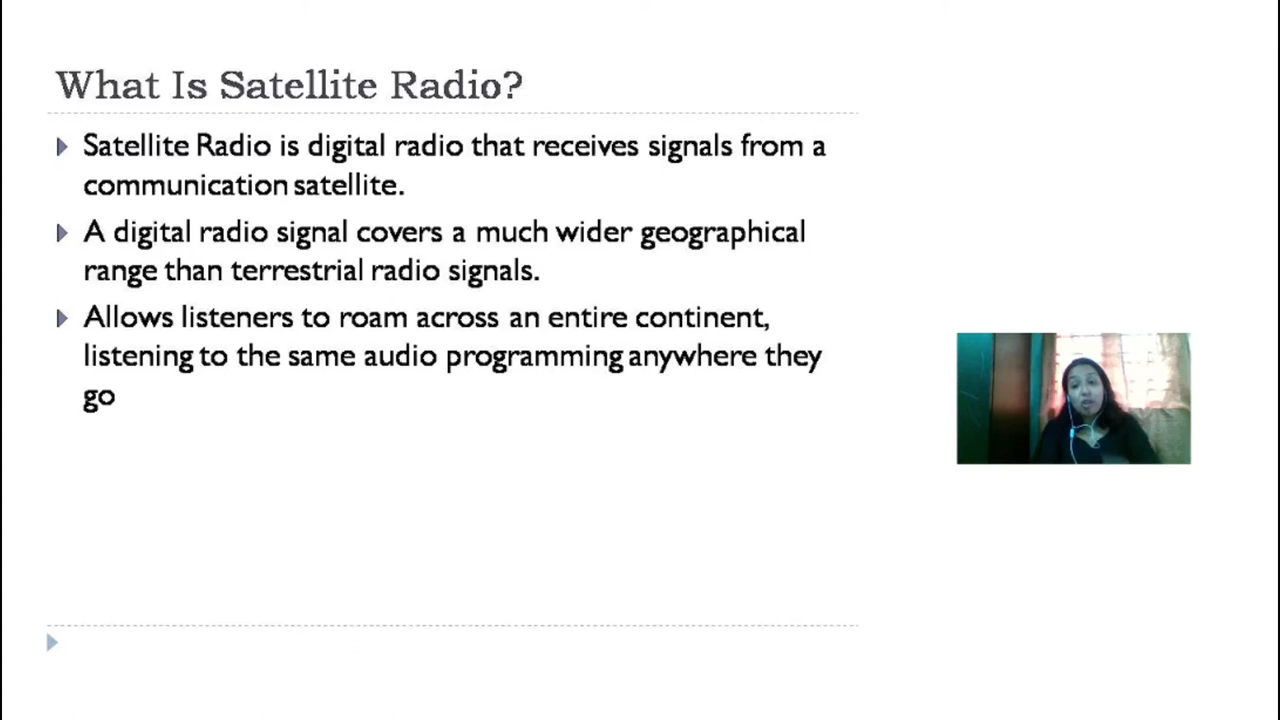 What Is Satellite Radio?
Satellite Radio is digital radio that receives signals from a
communication satellite.
A digital radio signal covers a much wider geographical
range than terrestrial radio signals.
Allows listeners to roam across an entire continent,
listening to the same audio programming anywhere they
go